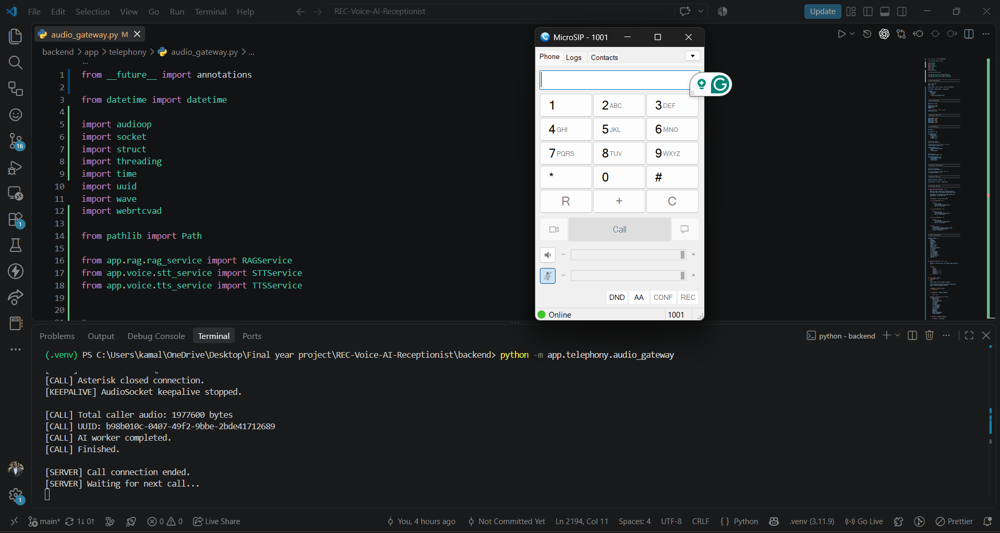 File Edit Selection View Go Run Terminal Help
REC-Voice-AI-Receptionist
Update
audio_gateway.py M
backend > app > telephony > audio_gateway.py > ...
...
1 from __future__ import annotations
2
3 from datetime import datetime
4
5 import audioop
6 import socket
7 import struct
8 import threading
9 import time
10 import uuid
11 import wave
12 import webrtcvad
13
14 from pathlib import Path
15
16 from app.rag.rag_service import RAGService
17 from app.voice.stt_service import STTService
18 from app.voice.tts_service import TTSService
19
20
16
1
1
MicroSIP - 1001
Phone Logs Contacts
1 2 ABC 3 DEF
4 GHI 5 JKL 6 MNO
7 PQRS 8 TUV 9 WXYZ
* 0 #
R + C
Call
- +
- +
DND AA CONF REC
Online 1001
Problems Output Debug Console Terminal Ports
python - backend
(.venv) PS C:\Users\kamal\OneDrive\Desktop\Final year project\REC-Voice-AI-Receptionist\backend> python -m app.telephony.audio_gateway
[CALL] Asterisk closed connection.
[KEEPALIVE] AudioSocket keepalive stopped.
[CALL] Total caller audio: 1977600 bytes
[CALL] UUID: b98b010c-0407-49f2-9bbe-2bde41712689
[CALL] AI worker completed.
[CALL] Finished.
[SERVER] Call connection ended.
[SERVER] Waiting for next call...
main* 1↓ 0↑ 0 0 Live Share You, 4 hours ago Not Committed Yet Ln 2194, Col 11 Spaces: 4 UTF-8 CRLF { } Python .venv (3.11.9) Go Live Prettier